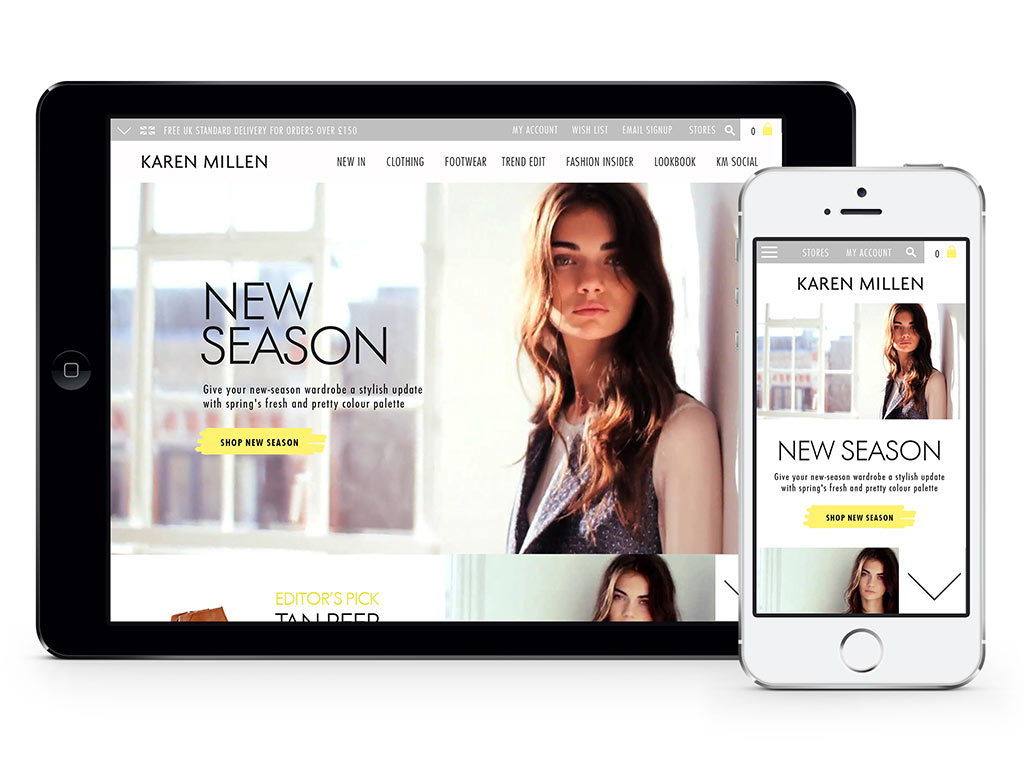 FREE UK STANDARD DELIVERY FOR ORDERS OVER £150
MY ACCOUNT WISH LIST EMAIL SIGNUP STORES 0
KAREN MILLEN
NEW IN CLOTHING FOOTWEAR TREND EDIT FASHION INSIDER LOOKBOOK KM SOCIAL
NEW
SEASON
Give your new-season wardrobe a stylish update
with spring's fresh and pretty colour palette
SHOP NEW SEASON
EDITOR'S PICK
STORES MY ACCOUNT 0
KAREN MILLEN
NEW SEASON
Give your new-season wardrobe a stylish update
with spring's fresh and pretty colour palette
SHOP NEW SEASON